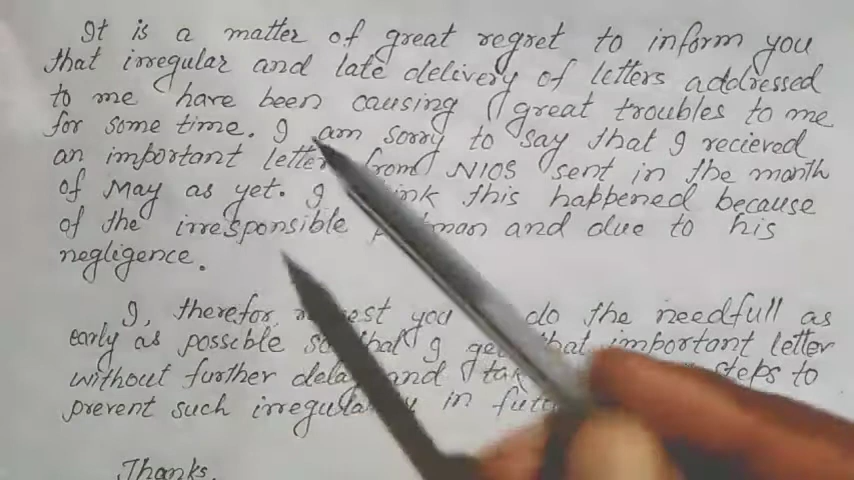 It is a matter of great regret to inform you
that irregular and late delivery of letters addressed
to me have been causing great troubles to me
for some time. I am sorry to say that I recieved
an important letter from NIOS sent in the month
of May as yet. I this happened because
of the irresponsible and due to his
negligence.
I, therefor you do the needfull as
early as possible so that I get that important letter
without further delay and steps to
prevent such irregularity in
Thanks.